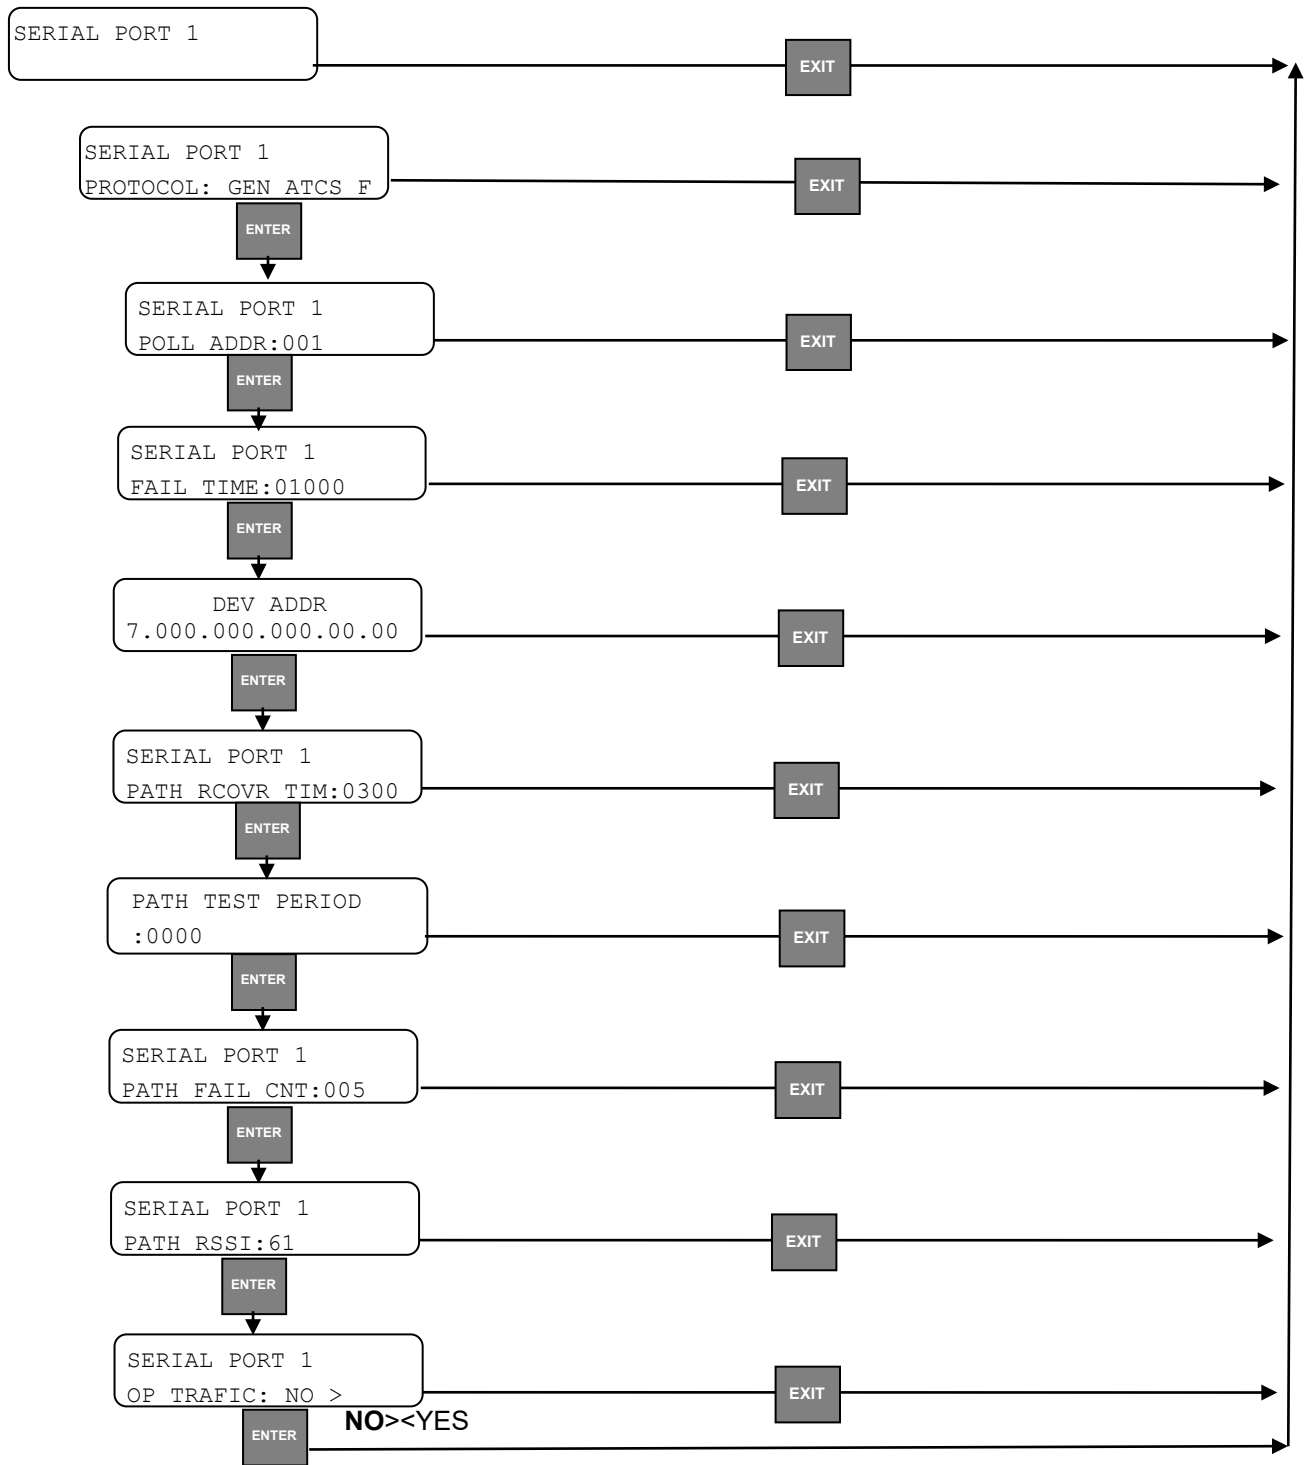 SERIAL PORT 1
EXIT
SERIAL PORT 1
PROTOCOL: GEN ATCS F
EXIT
ENTER
SERIAL PORT 1
POLL ADDR:001
EXIT
ENTER
SERIAL PORT 1
FAIL TIME:01000
EXIT
ENTER
DEV ADDR
7.000.000.000.00.00
EXIT
ENTER
SERIAL PORT 1
PATH RCOVR TIM:0300
EXIT
ENTER
PATH TEST PERIOD
:0000
EXIT
ENTER
SERIAL PORT 1
PATH FAIL CNT:005
EXIT
ENTER
SERIAL PORT 1
PATH RSSI:61
EXIT
ENTER
SERIAL PORT 1
OP TRAFIC: NO >
EXIT
NO><YES
ENTER